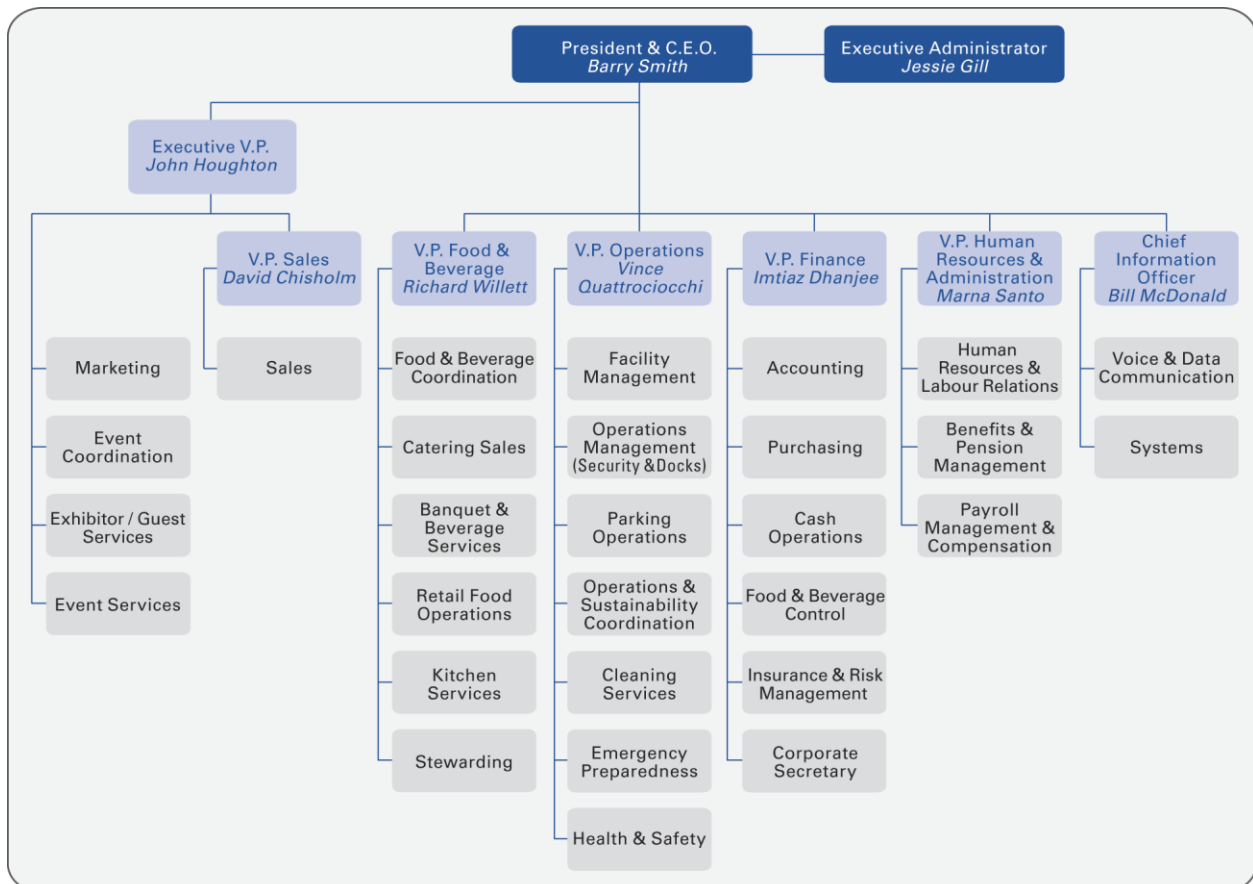 President & C.E.O.
Barry Smith
Executive Administrator
Jessie Gill
Executive V.P.
John Houghton
V.P. Sales
David Chisholm
V.P. Food &
Beverage
Richard Willett
V.P. Operations
Vince
Quattrociocchi
V.P. Finance
Imtiaz Dhanjee
V.P. Human
Resources &
Administration
Marna Santo
Chief
Information
Officer
Bill McDonald
Marketing
Event
Coordination
Exhibitor / Guest
Services
Event Services
Sales
Food & Beverage
Coordination
Catering Sales
Banquet &
Beverage
Services
Retail Food
Operations
Kitchen
Services
Stewarding
Facility
Management
Operations
Management
(Security &Docks)
Parking
Operations
Operations &
Sustainability
Coordination
Cleaning
Services
Emergency
Preparedness
Health & Safety
Accounting
Purchasing
Cash
Operations
Food & Beverage
Control
Insurance & Risk
Management
Corporate
Secretary
Human
Resources &
Labour Relations
Benefits &
Pension
Management
Payroll
Management &
Compensation
Voice & Data
Communication
Systems